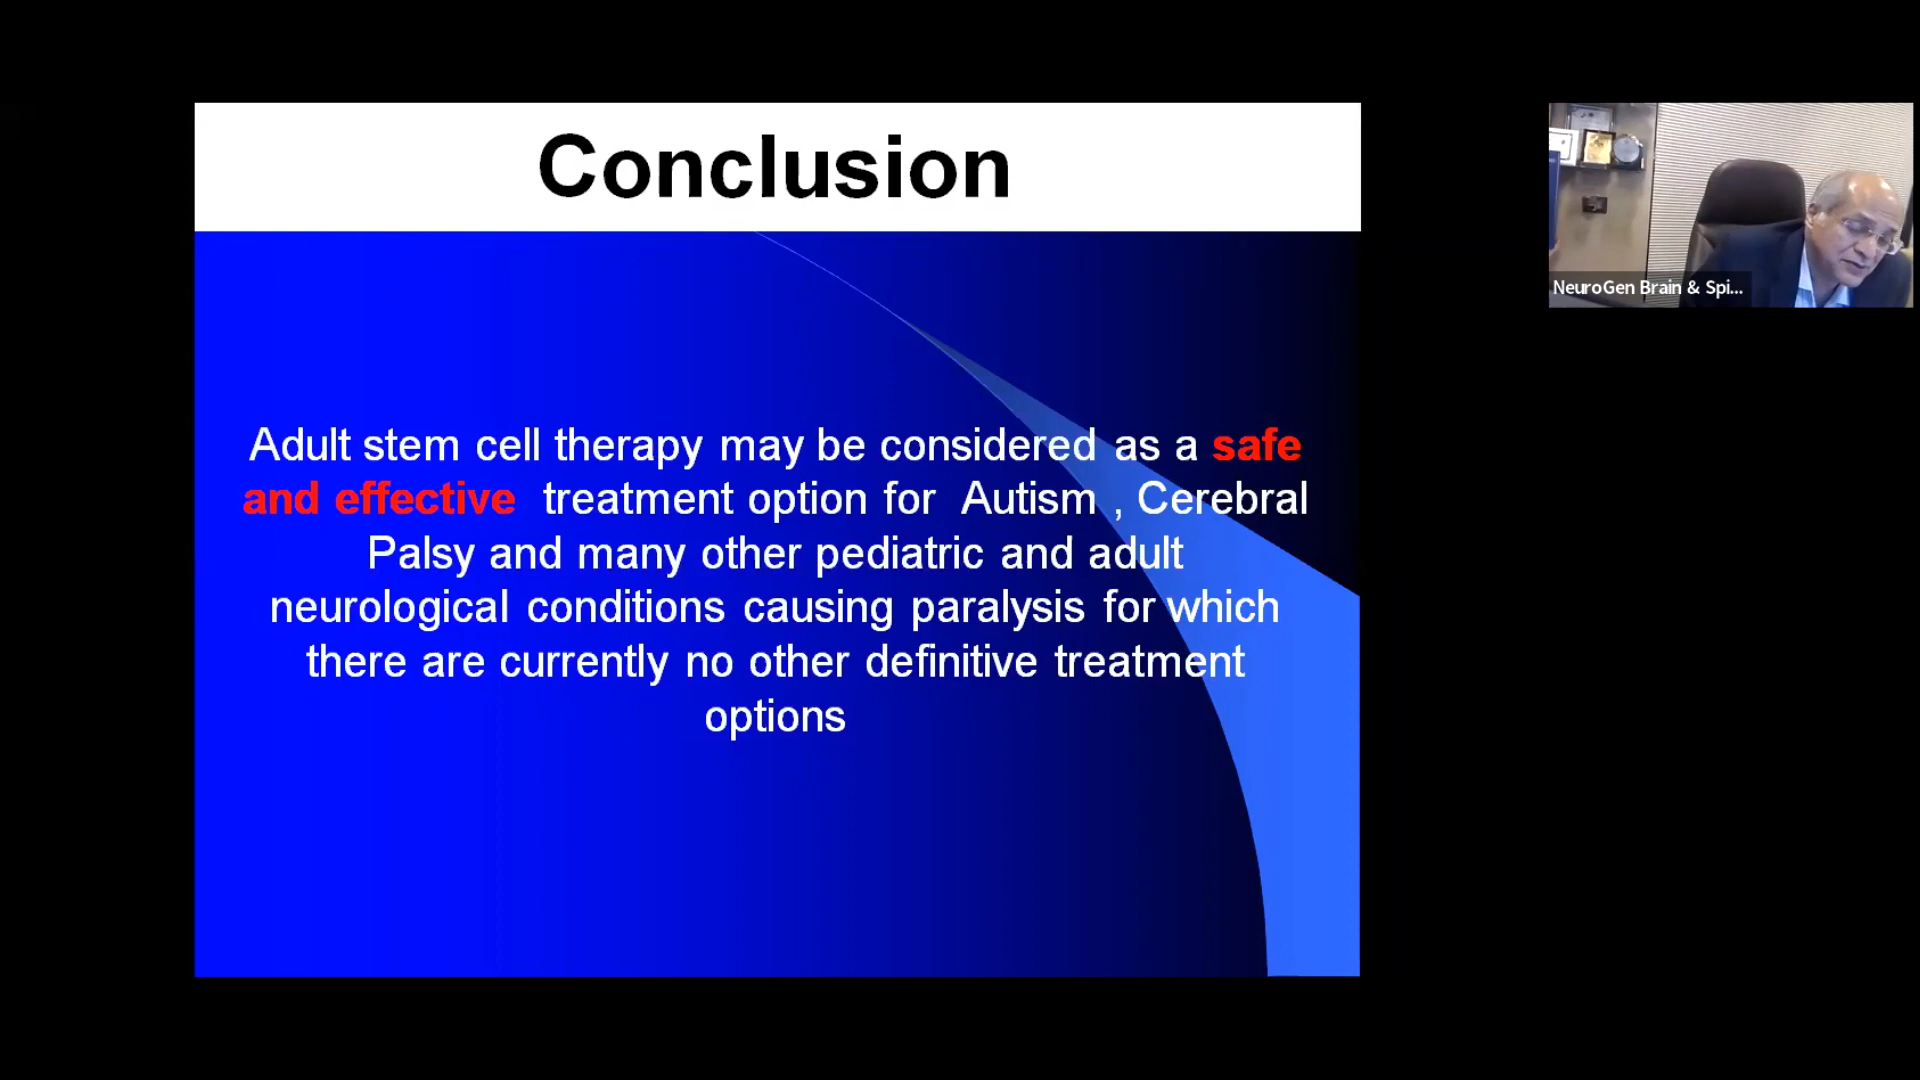 Conclusion
Adult stem cell therapy may be considered as a safe
and effective treatment option for Autism , Cerebral
Palsy and many other pediatric and adult
neurological conditions causing paralysis for which
there are currently no other definitive treatment
options
NeuroGen Brain & Spi...